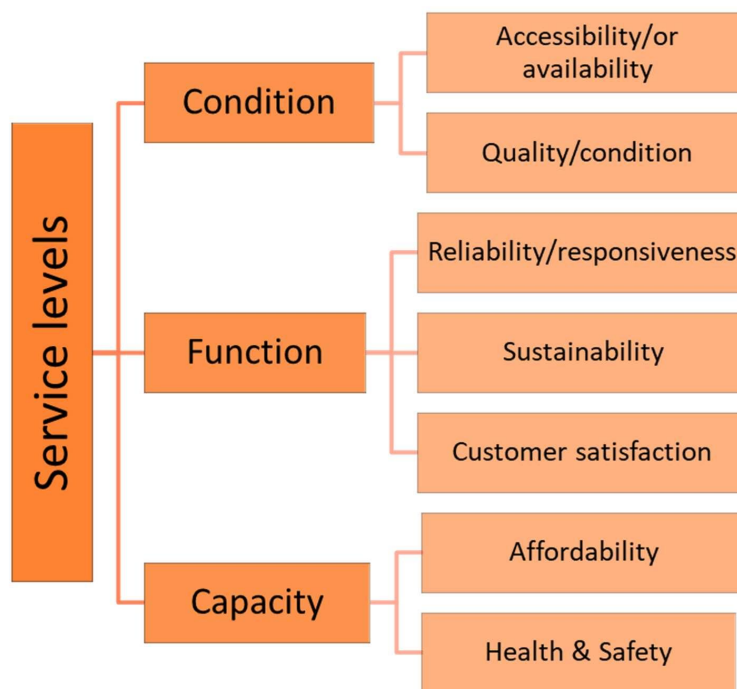 Service levels
Condition
Accessibility/or
availability
Quality/condition
Function
Reliability/responsiveness
Sustainability
Customer satisfaction
Capacity
Affordability
Health & Safety